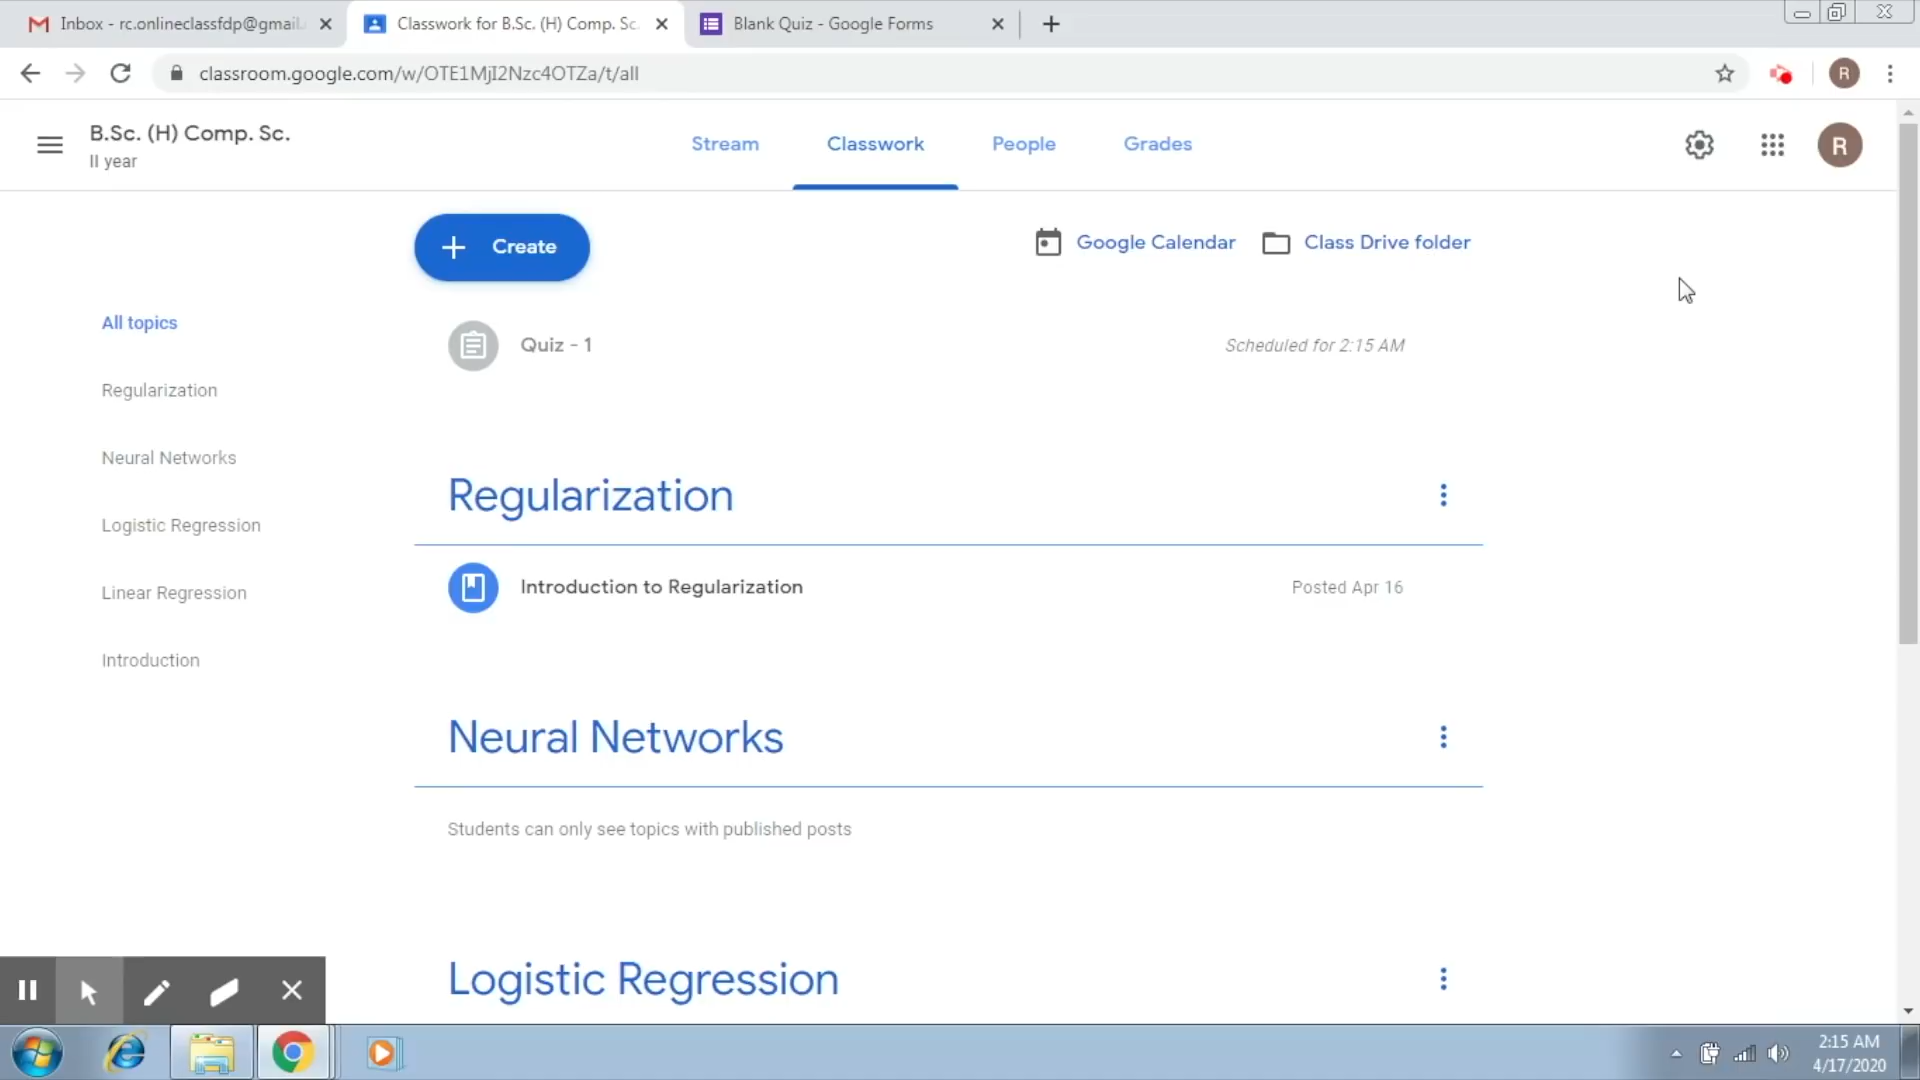 Inbox - rc.onlineclassfdp@gmail.
Classwork for B.Sc. (H) Comp. Sc.
Blank Quiz - Google Forms
classroom.google.com/w/OTE1MjI2Nzc4OTZa/t/all
R
B.Sc. (H) Comp. Sc.
II year
Stream
Classwork
People
Grades
R
Create
Google Calendar
Class Drive folder
All topics
Regularization
Neural Networks
Logistic Regression
Linear Regression
Introduction
Quiz - 1
Scheduled for 2:15 AM
Regularization
Introduction to Regularization
Posted Apr 16
Neural Networks
Students can only see topics with published posts
Logistic Regression
2:15 AM
4/17/2020